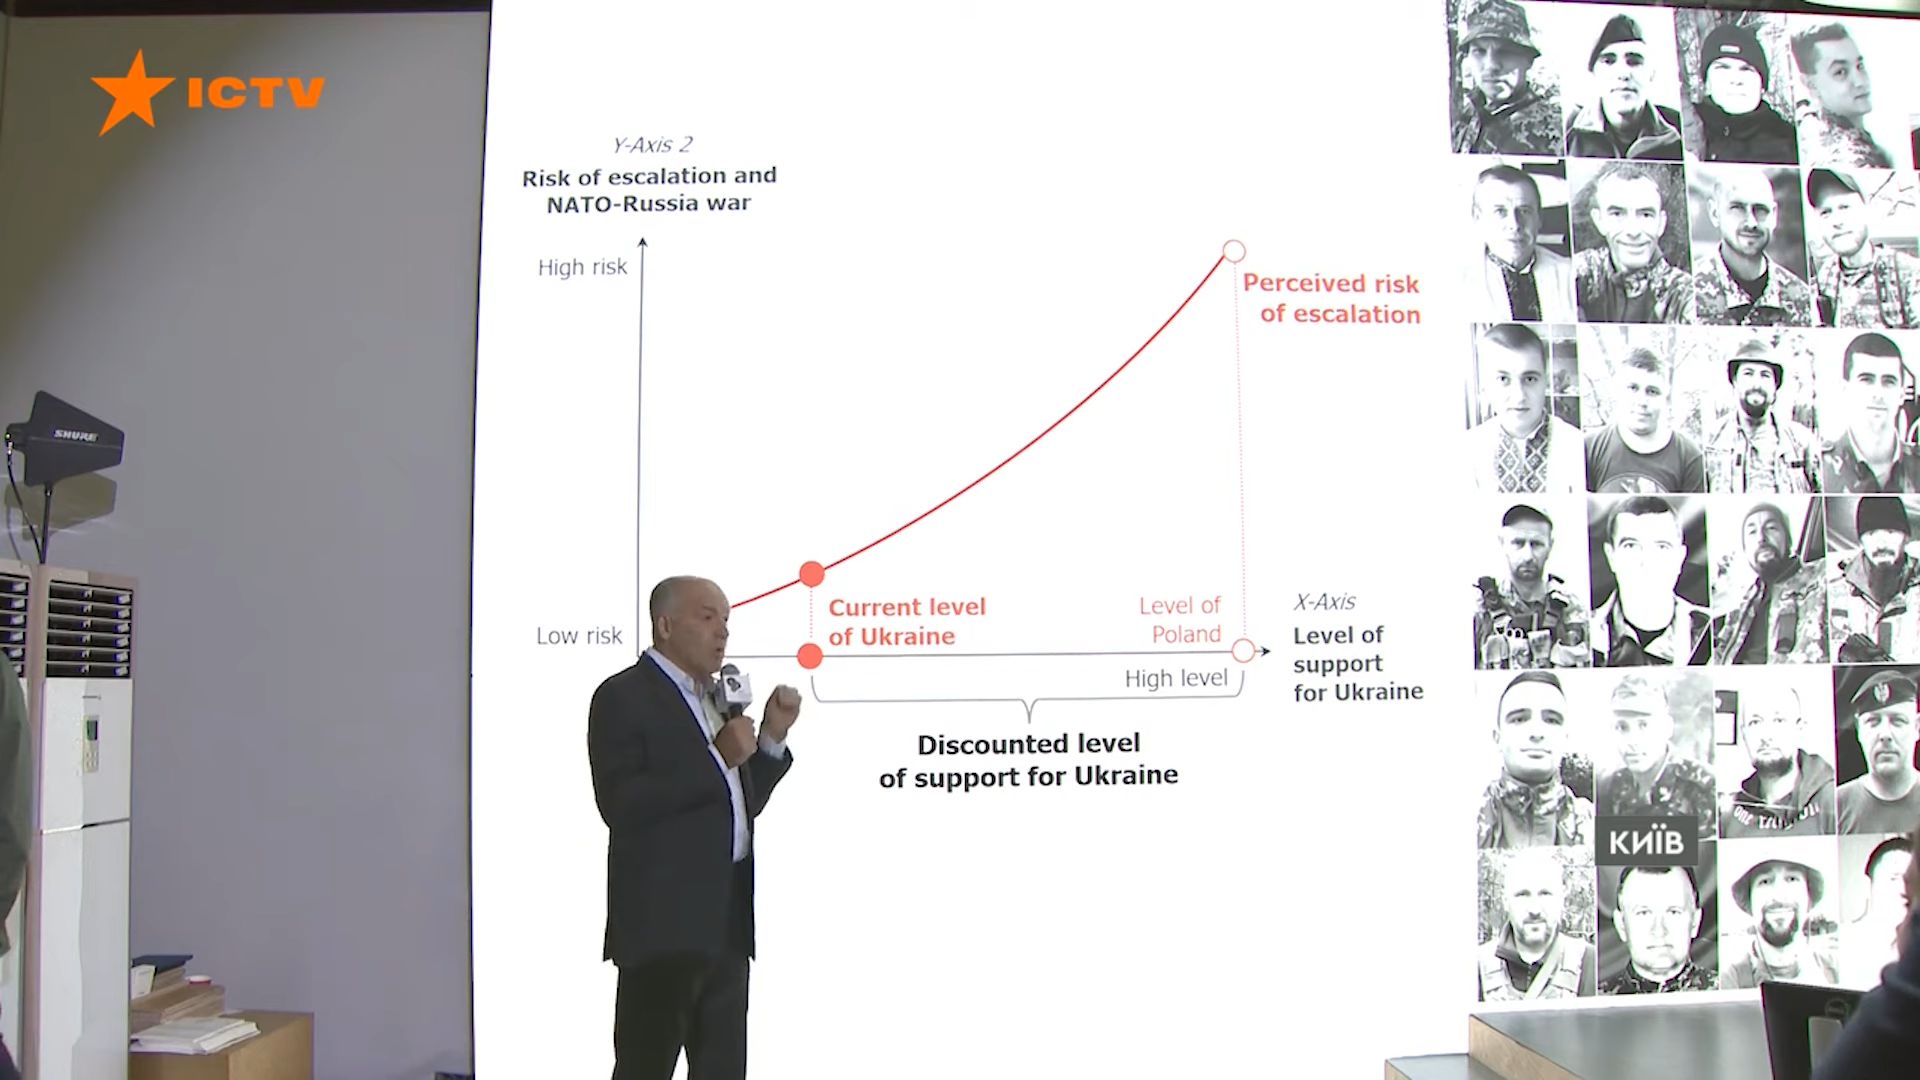 ICTV
Y-Axis 2
Risk of escalation and
NATO-Russia war
High risk
Perceived risk
of escalation
SHURE
Low risk
Current level
of Ukraine
Level of
Poland
X-Axis
Level of
support
for Ukraine
High level
Discounted level
of support for Ukraine
КИЇВ